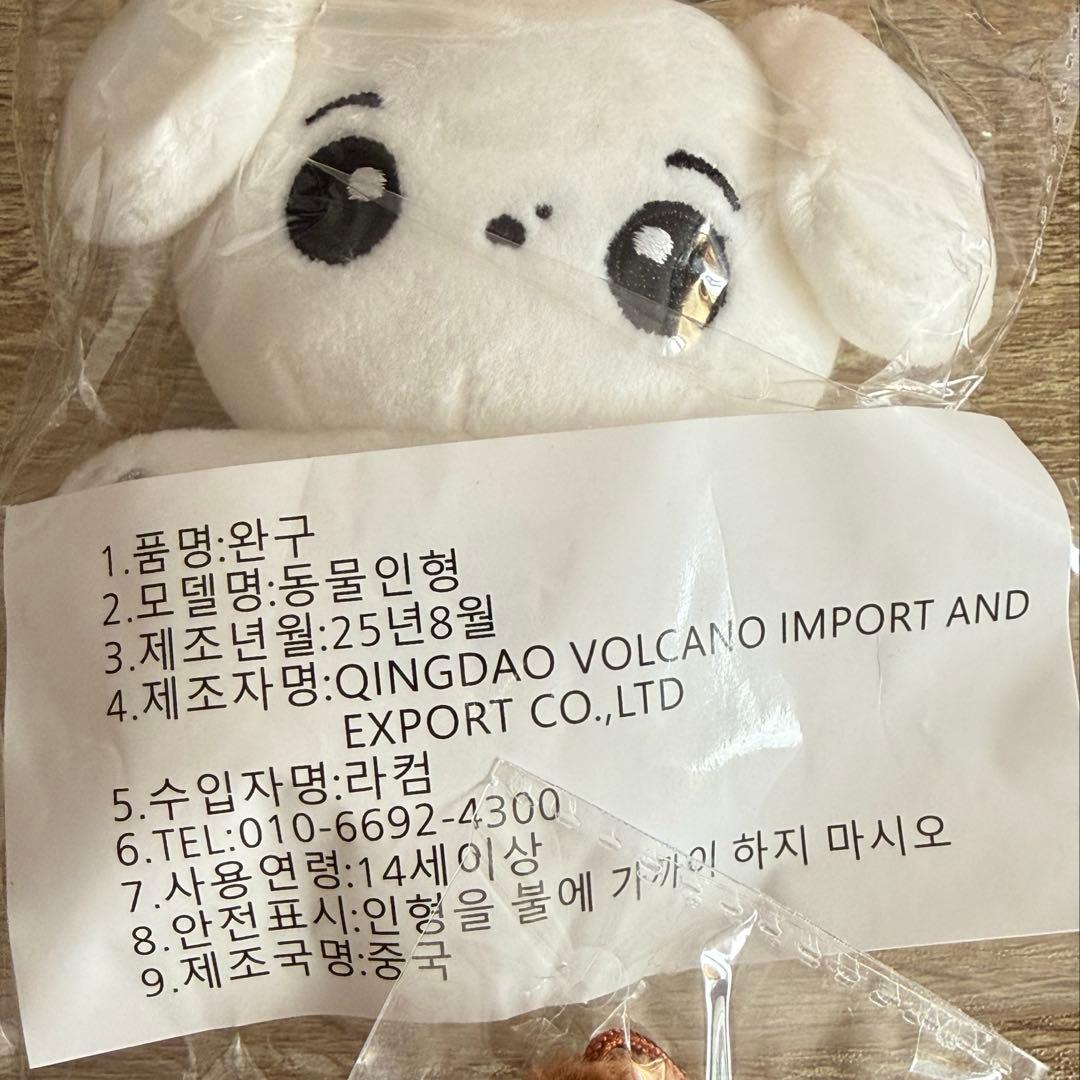 1.품명:완구
2.모델명:동물인형
3.제조년월:25년8월
4.제조자명:QINGDAO VOLCANO IMPORT AND
EXPORT CO.,LTD
5.수입자명:라컴
6.TEL:010-6692-4300
7.사용연령:14세이상
8.안전표시:인형을 불에 가까이 하지 마시오
9.제조국명:중국